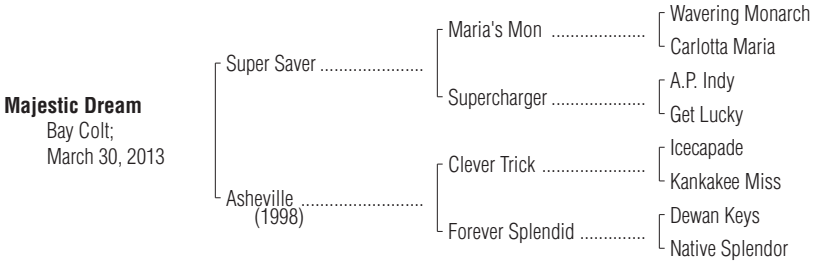 Wavering Monarch
Maria's Mon ....................
Carlotta Maria
Super Saver ......................
A.P. Indy
Supercharger ....................
Get Lucky
Majestic Dream
Bay Colt;
March 30, 2013
Icecapade
Clever Trick ......................
Kankakee Miss
Asheville ..........................
(1998)
Dewan Keys
Forever Splendid ..............
Native Splendor